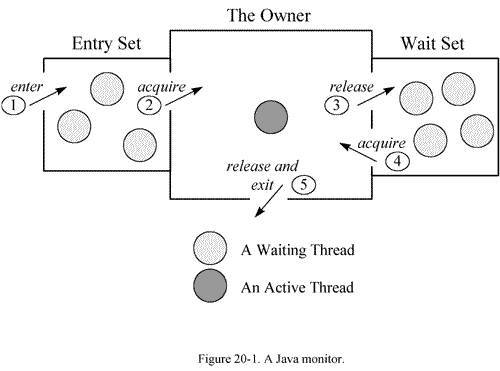 The Owner
Entry Set
Wait Set
enter
1
acquire
2
release
3
acquire
4
release and
exit
5
A Waiting Thread
An Active Thread
Figure 20-1. A Java monitor.